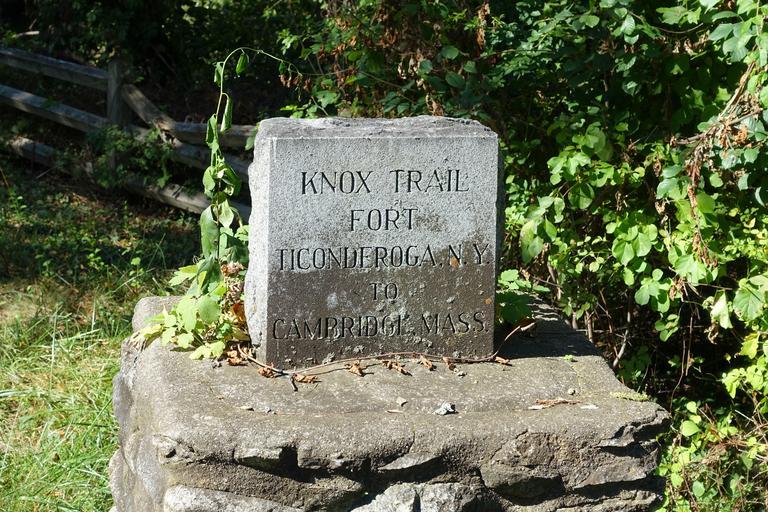 KNOX TRAIL
FORT
TICONDEROGA, N.Y.
TO
CAMBRIDGE, MASS.